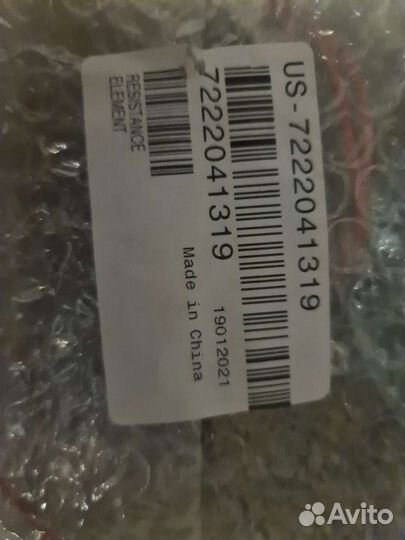 US-7222041319
7222041319
19012021
Made in China
RESISTANCE
ELEMENT
Avito